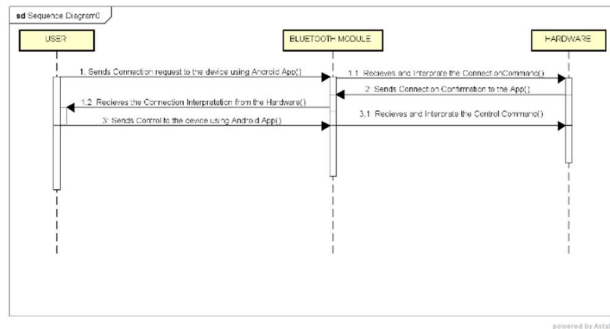 sd Sequence Diagram0
USER
BLUETOOTH MODULE
HARDWARE
1: Sends Connection request to the device using Android App()
1.1: Recieves and Interprate the ConnectionCommand()
2: Sends Connection Confirmation to the App()
1.2: Recieves the Connection Interpretation from the Hardware()
3: Sends Control to the device using Android App()
3.1: Recieves and Interprate the Control Command()
powered by